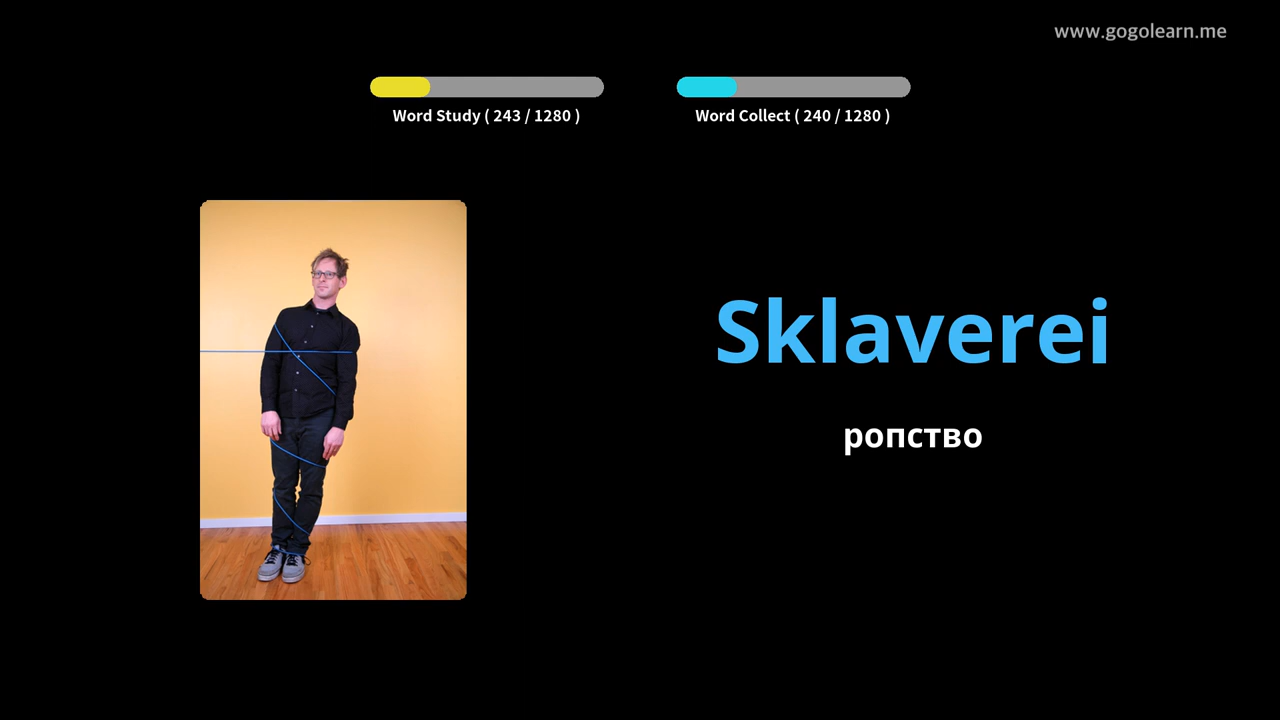 www.gogolearn.me
Word Study ( 243 / 1280 )
Word Collect ( 240 / 1280 )
Sklaverei
ропство